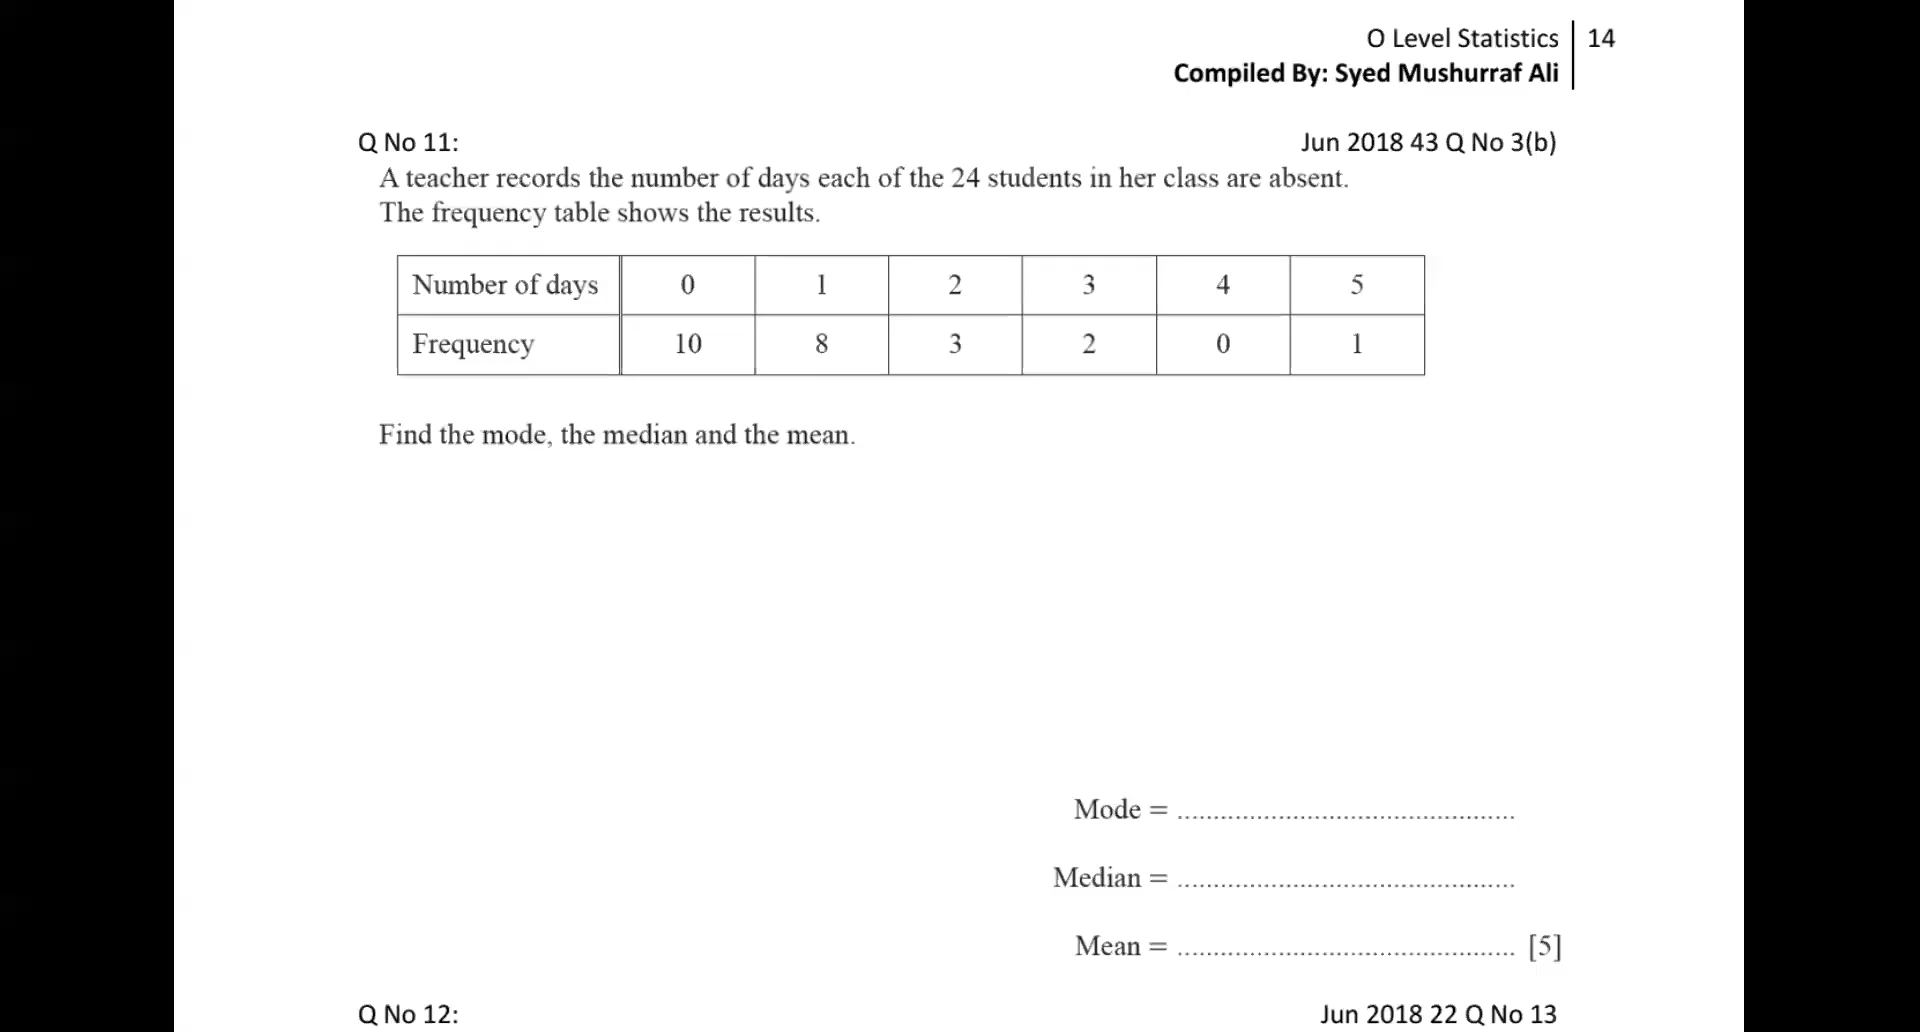 O Level Statistics 14
Compiled By: Syed Mushurraf Ali
Q No 11: Jun 2018 43 Q No 3(b)
A teacher records the number of days each of the 24 students in her class are absent.
The frequency table shows the results.
Number of days 0 1 2 3 4 5
Frequency 10 8 3 2 0 1
Find the mode, the median and the mean.
Mode = ...............................................
Median = ...............................................
Mean = ............................................... [5]
Q No 12: Jun 2018 22 Q No 13